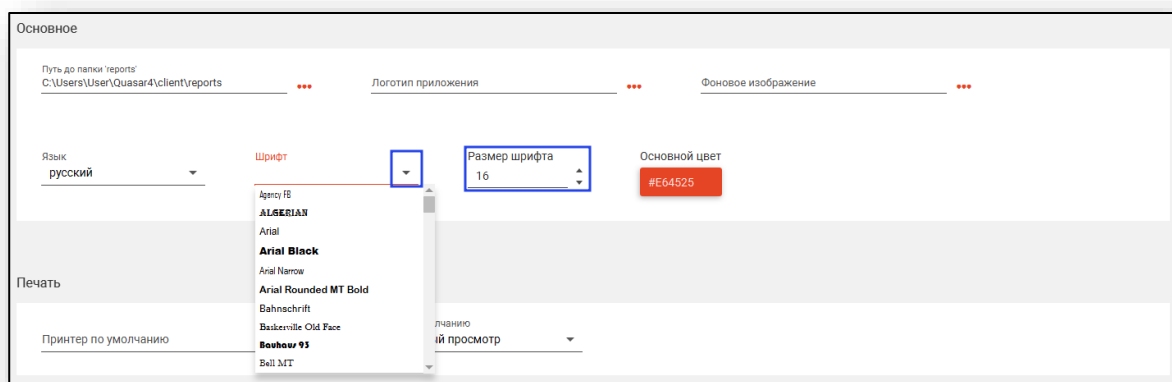 Основное
Путь до папки 'reports'
C:\Users\User\Quasar4\client\reports
Логотип приложения
Фоновое изображение
Язык
русский
Шрифт
Размер шрифта
16
Основной цвет
#E64525
Agency FB
ALGERIAN
Arial
Arial Black
Arial Narrow
Arial Rounded MT Bold
Bahnschrift
Baskerville Old Face
Bauhaus 93
Bell MT
Печать
Принтер по умолчанию
лчанию
й просмотр